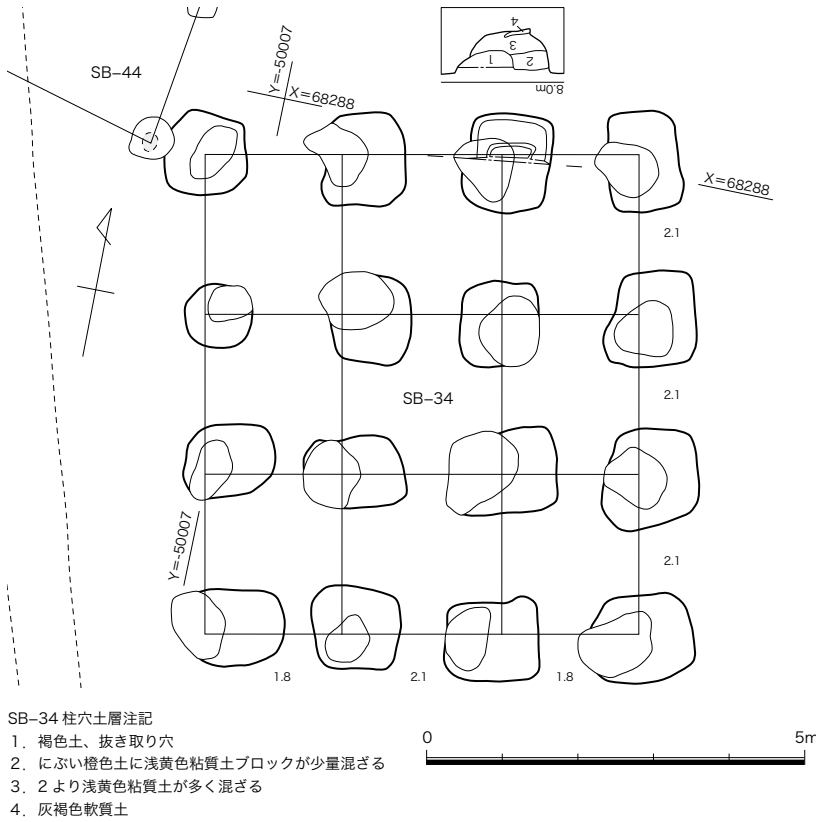 SB–44
Y=-50007
X=68288
4
3
1
2
8.0m
X=68288
2.1
2.1
SB–34
Y=-50007
2.1
1.8
2.1
1.8
SB–34 柱穴土層注記
1．褐色土、抜き取り穴
2．にぶい橙色土に浅黄色粘質土ブロックが少量混ざる
3．2 より浅黄色粘質土が多く混ざる
4．灰褐色軟質土
0
5m